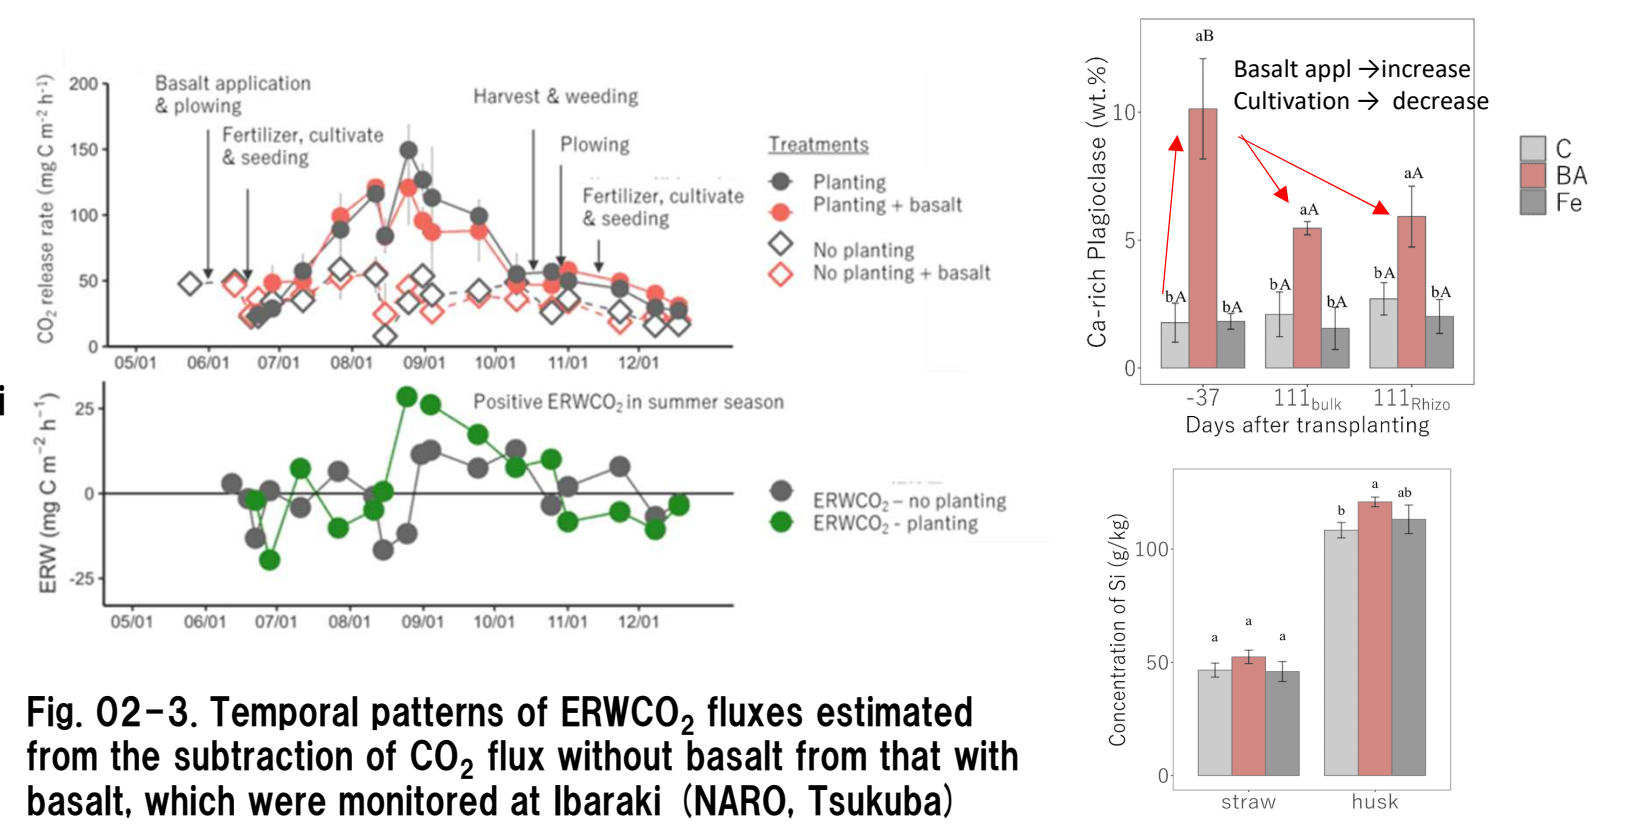 CO₂ release rate (mg C m⁻² h⁻¹)
200
150
100
50
0
Basalt application
& plowing
Fertilizer, cultivate
& seeding
Harvest & weeding
Plowing
Fertilizer, cultivate
& seeding
05/01 06/01 07/01 08/01 09/01 10/01 11/01 12/01
Treatments
Planting
Planting + basalt
No planting
No planting + basalt
i
ERW (mg C m⁻² h⁻¹)
25
0
-25
Positive ERWCO₂ in summer season
05/01 06/01 07/01 08/01 09/01 10/01 11/01 12/01
ERWCO₂ – no planting
ERWCO₂ - planting
Fig. O2-3. Temporal patterns of ERWCO₂ fluxes estimated
from the subtraction of CO₂ flux without basalt from that with
basalt, which were monitored at Ibaraki (NARO, Tsukuba)
Ca-rich Plagioclase (wt.%)
10
5
0
aB
Basalt appl →increase
Cultivation → decrease
bA
bA
bA
aA
bA
bA
aA
bA
-37 111bulk 111Rhizo
Days after transplanting
C
BA
Fe
Concentration of Si (g/kg)
100
50
0
a
a
a
b
a
ab
straw husk